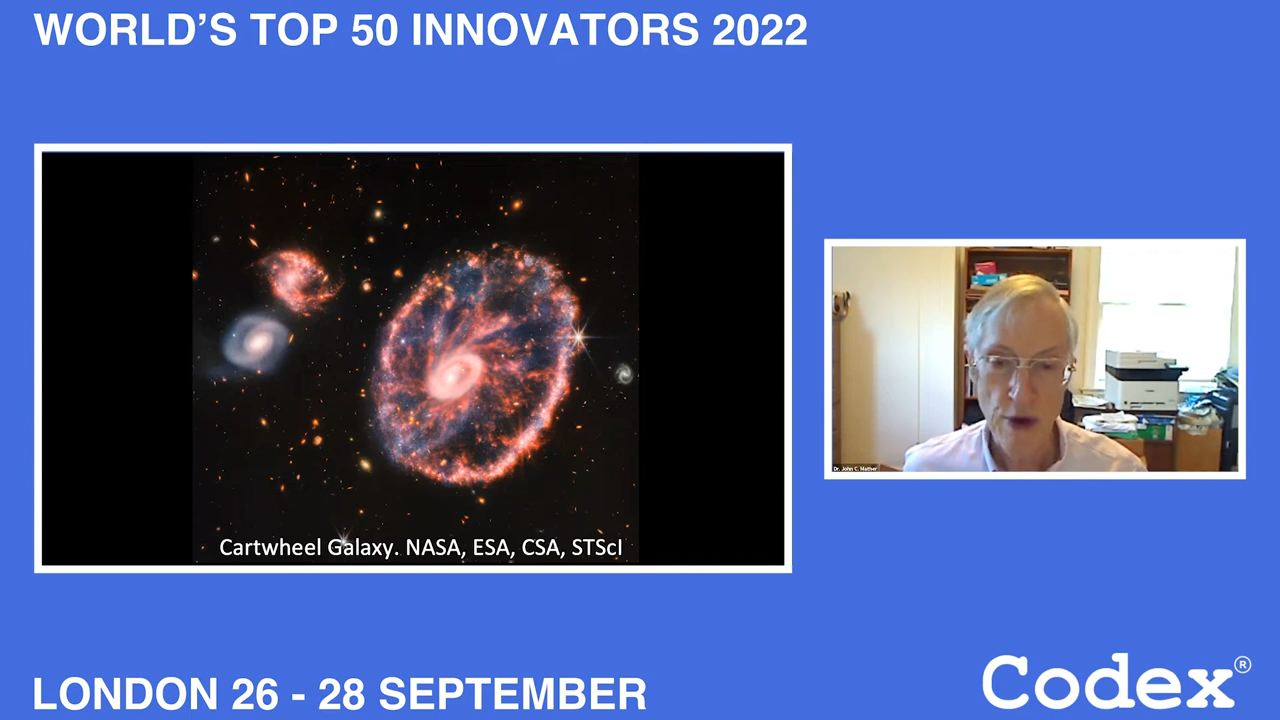 WORLD'S TOP 50 INNOVATORS 2022
Cartwheel Galaxy. NASA, ESA, CSA, STScI
Dr. John C. Mather
LONDON 26 - 28 SEPTEMBER
Codex®